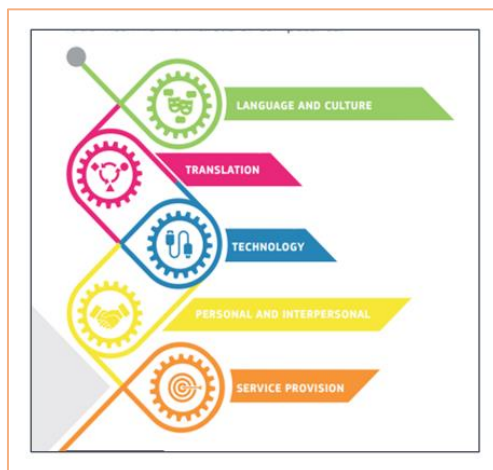 LANGUAGE AND CULTURE
TRANSLATION
TECHNOLOGY
PERSONAL AND INTERPERSONAL
SERVICE PROVISION